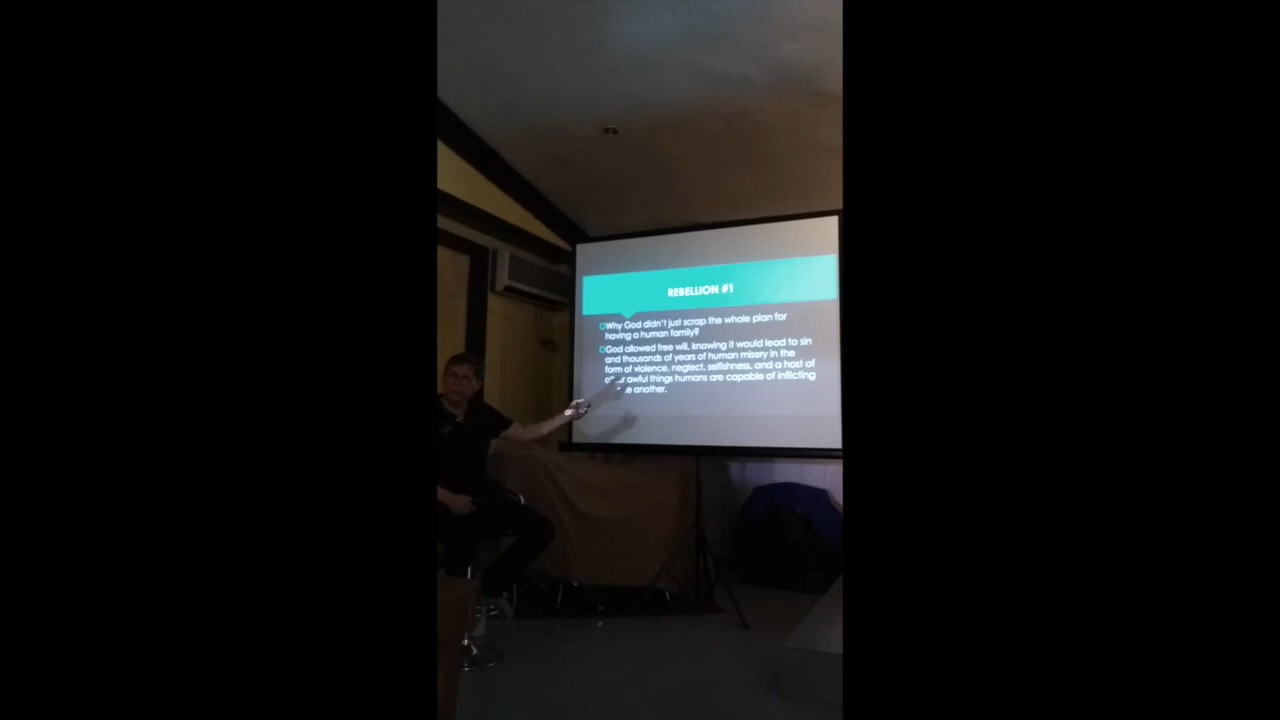 REBELLION #1
Why God didn't just scrap the whole plan for
having a human family?
God allowed free will, knowing it would lead to sin
and thousands of years of human misery in the
form of violence, neglect, selfishness, and a host of
other awful things humans are capable of inflicting
another.